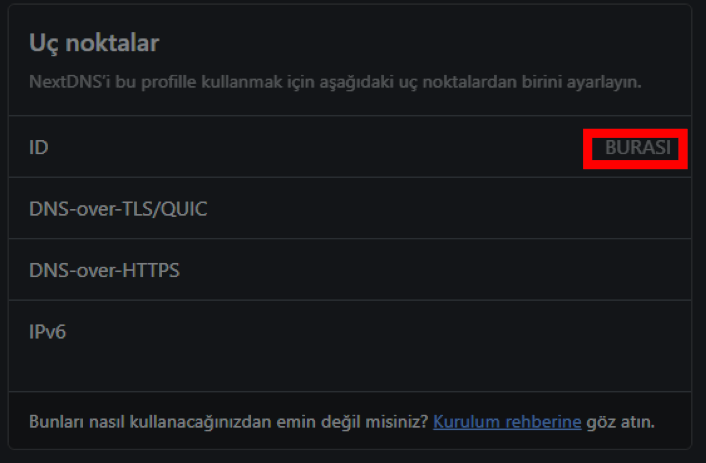 Uç noktalar
NextDNS'i bu profille kullanmak için aşağıdaki uç noktalardan birini ayarlayın.
ID BURASI
DNS-over-TLS/QUIC
DNS-over-HTTPS
IPv6
Bunları nasıl kullanacağınızdan emin değil misiniz? Kurulum rehberine göz atın.